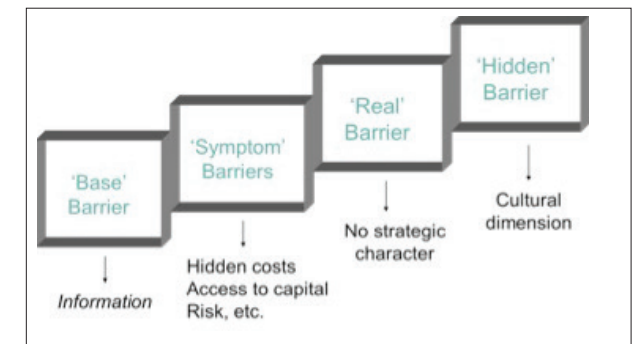 'Base'
Barrier
Information
'Symptom'
Barriers
Hidden costs
Access to capital
Risk, etc.
'Real'
Barrier
No strategic
character
'Hidden'
Barrier
Cultural
dimension